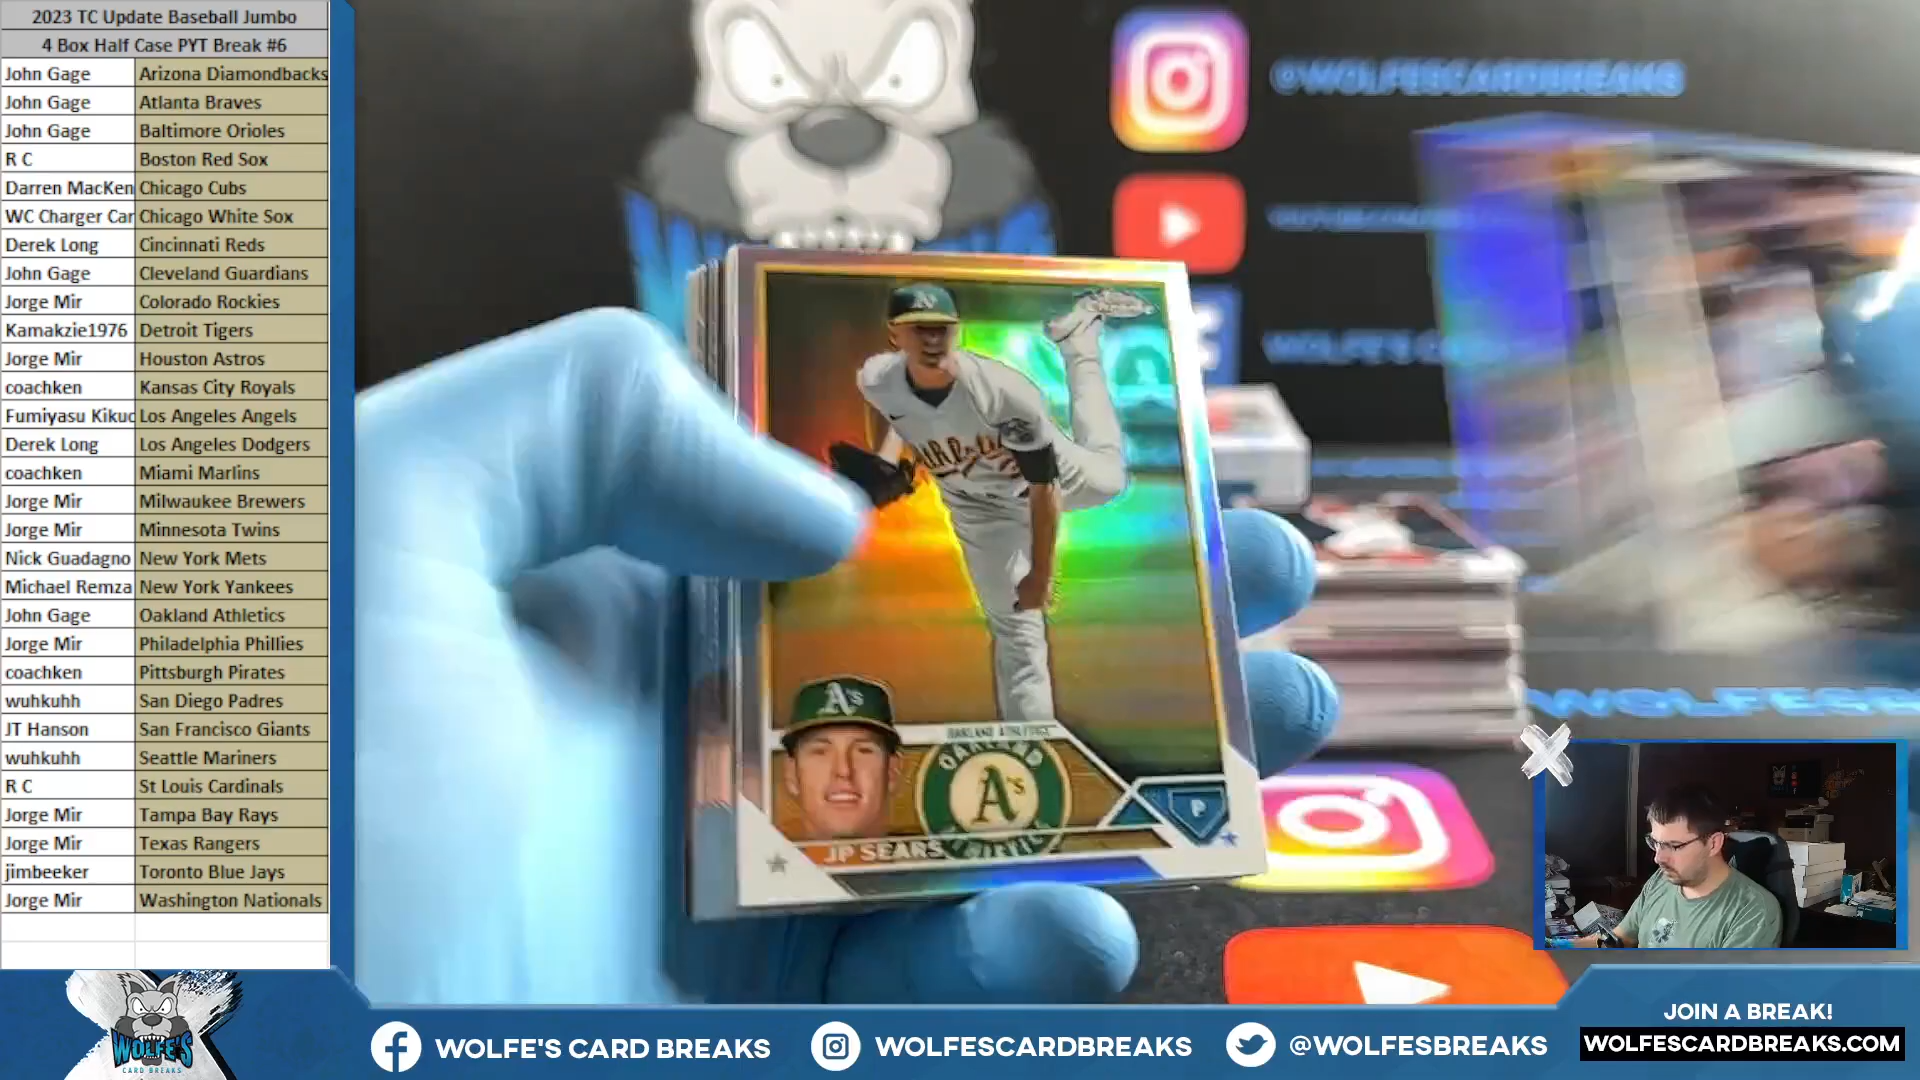 2023 TC Update Baseball Jumbo
4 Box Half Case PYT Break #6
John Gage Arizona Diamondbacks
John Gage Atlanta Braves
John Gage Baltimore Orioles
R C Boston Red Sox
Darren MacKen Chicago Cubs
WC Charger Car Chicago White Sox
Derek Long Cincinnati Reds
John Gage Cleveland Guardians
Jorge Mir Colorado Rockies
Kamakzie1976 Detroit Tigers
Jorge Mir Houston Astros
coachken Kansas City Royals
Fumiyasu Kikuc Los Angeles Angels
Derek Long Los Angeles Dodgers
coachken Miami Marlins
Jorge Mir Milwaukee Brewers
Jorge Mir Minnesota Twins
Nick Guadagno New York Mets
Michael Remza New York Yankees
John Gage Oakland Athletics
Jorge Mir Philadelphia Phillies
coachken Pittsburgh Pirates
wuhkuhh San Diego Padres
JT Hanson San Francisco Giants
wuhkuhh Seattle Mariners
R C St Louis Cardinals
Jorge Mir Tampa Bay Rays
Jorge Mir Texas Rangers
jimbeeker Toronto Blue Jays
Jorge Mir Washington Nationals
@WOLFESCARDBREAKS
A's
A's
OAKLAND ATHLETICS
OAKLAND
A's
P
JP SEARS
WOLFE'S
CARD BREAKS
WOLFE'S CARD BREAKS
WOLFESCARDBREAKS
@WOLFESBREAKS
JOIN A BREAK!
WOLFESCARDBREAKS.COM